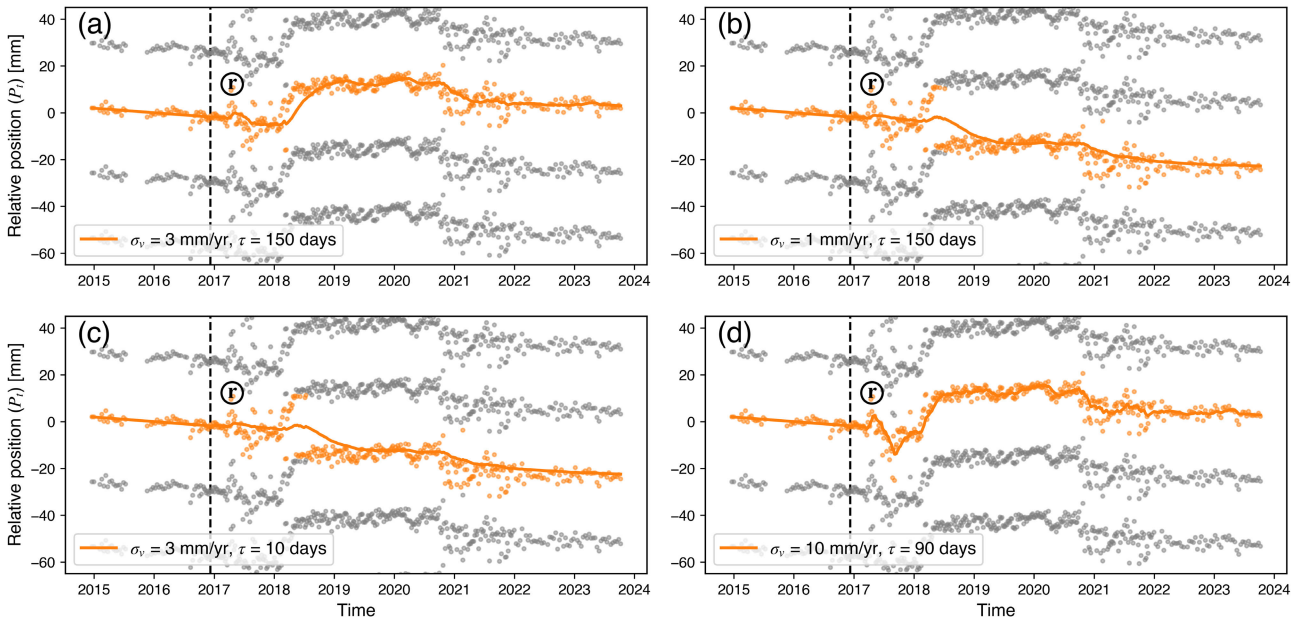 (a)
Relative position (Pₜ) [mm]
40
20
0
−20
−40
−60
r
σᵥ = 3 mm/yr, τ = 150 days
2015 2016 2017 2018 2019 2020 2021 2022 2023 2024
(b)
40
20
0
−20
−40
−60
r
σᵥ = 1 mm/yr, τ = 150 days
2015 2016 2017 2018 2019 2020 2021 2022 2023 2024
(c)
Relative position (Pₜ) [mm]
40
20
0
−20
−40
−60
r
σᵥ = 3 mm/yr, τ = 10 days
2015 2016 2017 2018 2019 2020 2021 2022 2023 2024
Time
(d)
40
20
0
−20
−40
−60
r
σᵥ = 10 mm/yr, τ = 90 days
2015 2016 2017 2018 2019 2020 2021 2022 2023 2024
Time